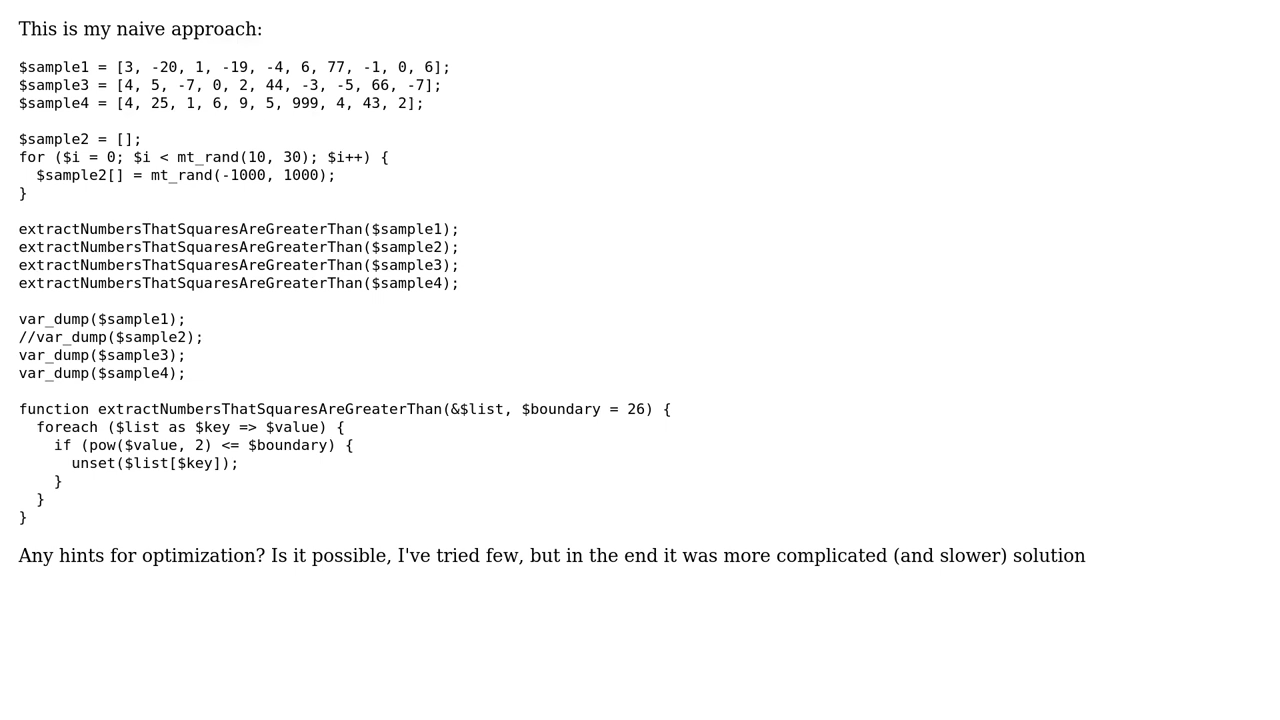 This is my naive approach:
$sample1 = [3, -20, 1, -19, -4, 6, 77, -1, 0, 6];
$sample3 = [4, 5, -7, 0, 2, 44, -3, -5, 66, -7];
$sample4 = [4, 25, 1, 6, 9, 5, 999, 4, 43, 2];
$sample2 = [];
for ($i = 0; $i < mt_rand(10, 30); $i++) {
  $sample2[] = mt_rand(-1000, 1000);
}
extractNumbersThatSquaresAreGreaterThan($sample1);
extractNumbersThatSquaresAreGreaterThan($sample2);
extractNumbersThatSquaresAreGreaterThan($sample3);
extractNumbersThatSquaresAreGreaterThan($sample4);
var_dump($sample1);
//var_dump($sample2);
var_dump($sample3);
var_dump($sample4);
function extractNumbersThatSquaresAreGreaterThan(&$list, $boundary = 26) {
  foreach ($list as $key => $value) {
    if (pow($value, 2) <= $boundary) {
      unset($list[$key]);
    }
  }
}
Any hints for optimization? Is it possible, I've tried few, but in the end it was more complicated (and slower) solution